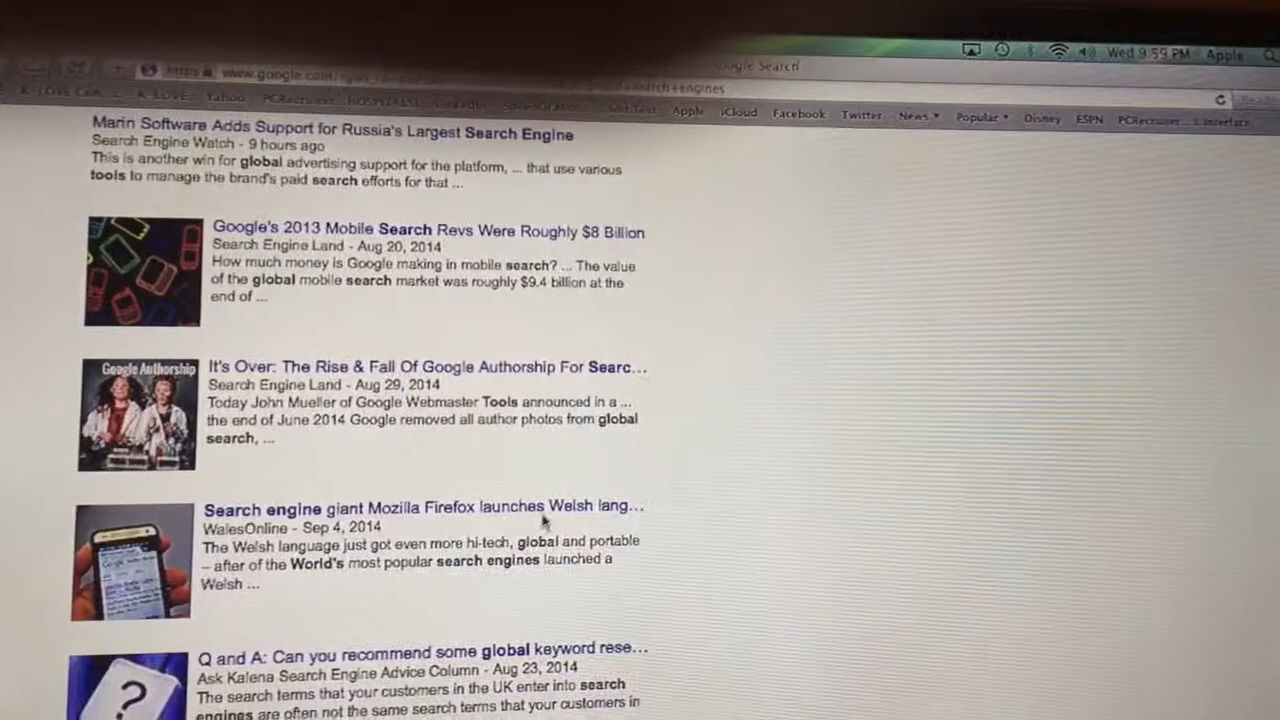 Wed 9:59 PM Apple
Google Search
https www.google.com
search+engines
K-LOVE Yahoo PCRecruiter LinkedIn Apple iCloud Facebook Twitter News Popular Disney ESPN PCRecruiter... Interface
Marin Software Adds Support for Russia's Largest Search Engine
Search Engine Watch - 9 hours ago
This is another win for global advertising support for the platform, ... that use various
tools to manage the brand's paid search efforts for that ...
Google's 2013 Mobile Search Revs Were Roughly $8 Billion
Search Engine Land - Aug 20, 2014
How much money is Google making in mobile search? ... The value
of the global mobile search market was roughly $9.4 billion at the
end of ...
Google Authorship
It's Over: The Rise & Fall Of Google Authorship For Searc...
Search Engine Land - Aug 29, 2014
Today John Mueller of Google Webmaster Tools announced in a ...
the end of June 2014 Google removed all author photos from global
search, ...
Search engine giant Mozilla Firefox launches Welsh lang...
WalesOnline - Sep 4, 2014
The Welsh language just got even more hi-tech, global and portable
– after of the World's most popular search engines launched a
Welsh ...
?
Q and A: Can you recommend some global keyword rese...
Ask Kalena Search Engine Advice Column - Aug 23, 2014
The search terms that your customers in the UK enter into search
engines are often not the same search terms that your customers in